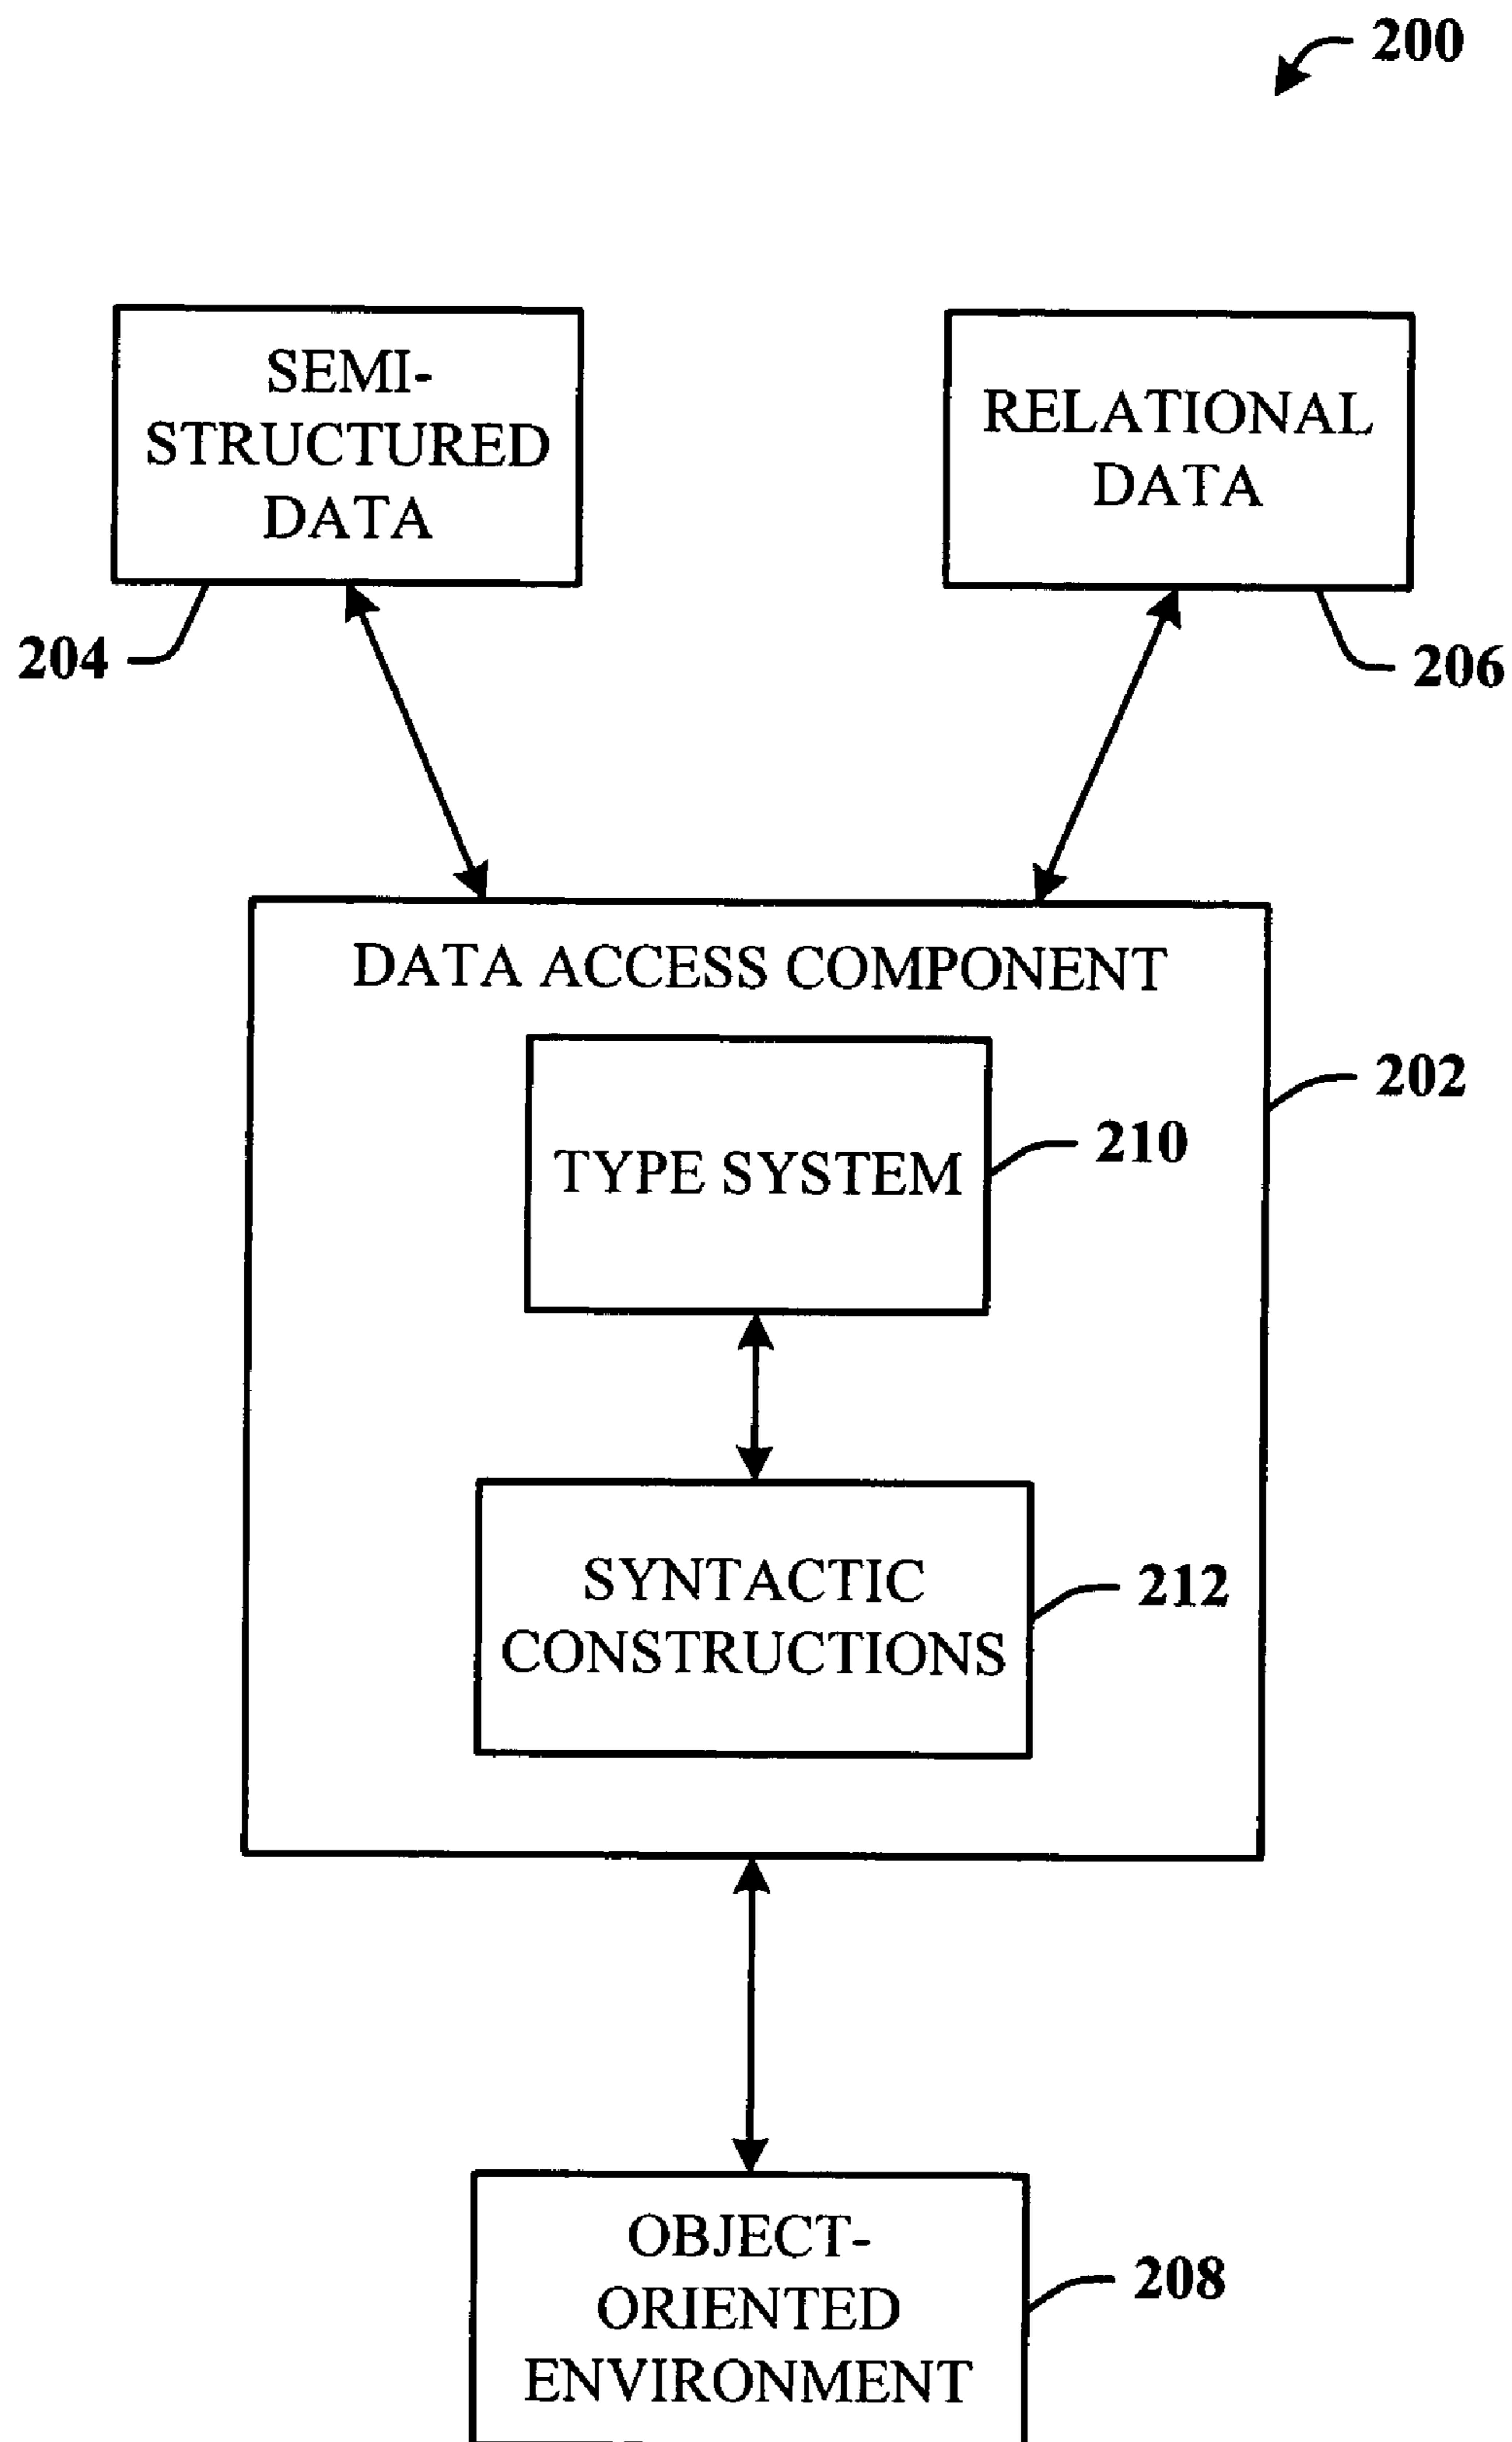 200
SEMI-
STRUCTURED
DATA
RELATIONAL
DATA
204
206
DATA ACCESS COMPONENT
202
TYPE SYSTEM
210
SYNTACTIC
CONSTRUCTIONS
212
OBJECT-
ORIENTED
ENVIRONMENT
208